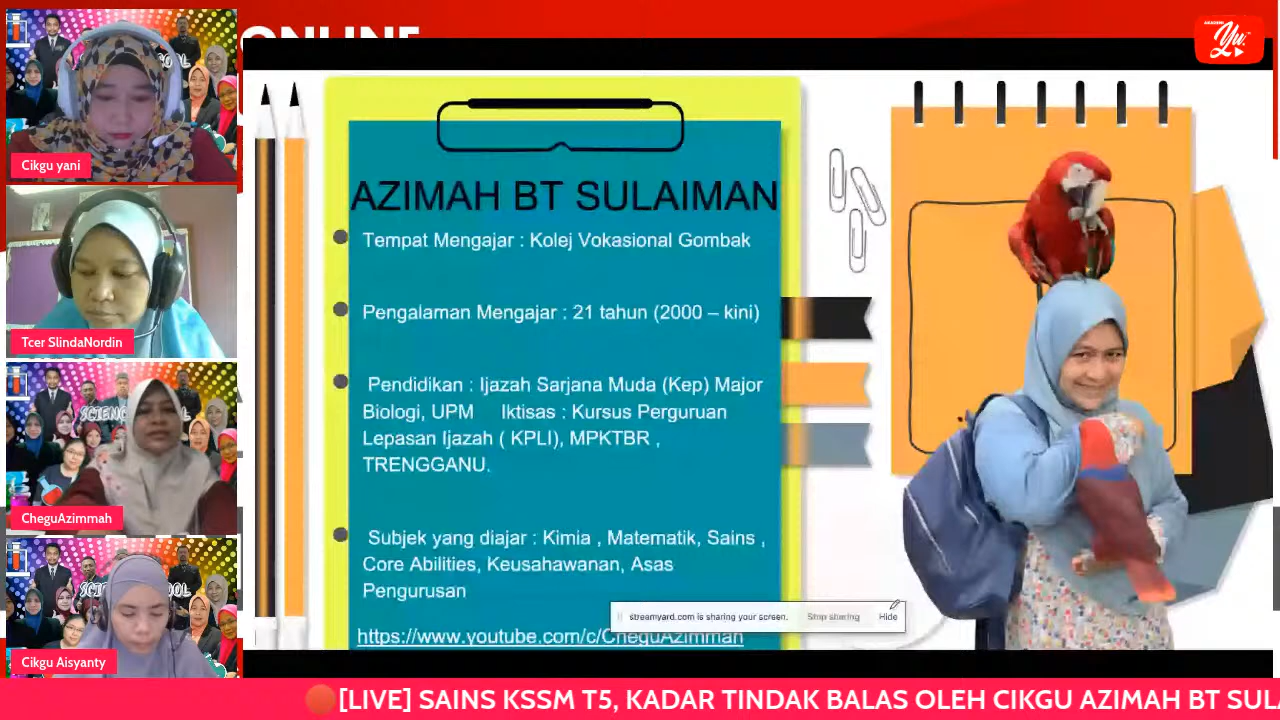 ONLINE
AKADEMI
Yu.
Cikgu yani
Tcer SlindaNordin
CheguAzimmah
Cikgu Aisyanty
AZIMAH BT SULAIMAN
Tempat Mengajar : Kolej Vokasional Gombak
Pengalaman Mengajar : 21 tahun (2000 – kini)
Pendidikan : Ijazah Sarjana Muda (Kep) Major
Biologi, UPM Iktisas : Kursus Perguruan
Lepasan Ijazah ( KPLI), MPKTBR ,
TRENGGANU.
Subjek yang diajar : Kimia , Matematik, Sains ,
Core Abilities, Keusahawanan, Asas
Pengurusan
https://www.youtube.com/c/CheguAzimmah
streamyard.com is sharing your screen. Stop sharing Hide
[LIVE] SAINS KSSM T5, KADAR TINDAK BALAS OLEH CIKGU AZIMAH BT SUL